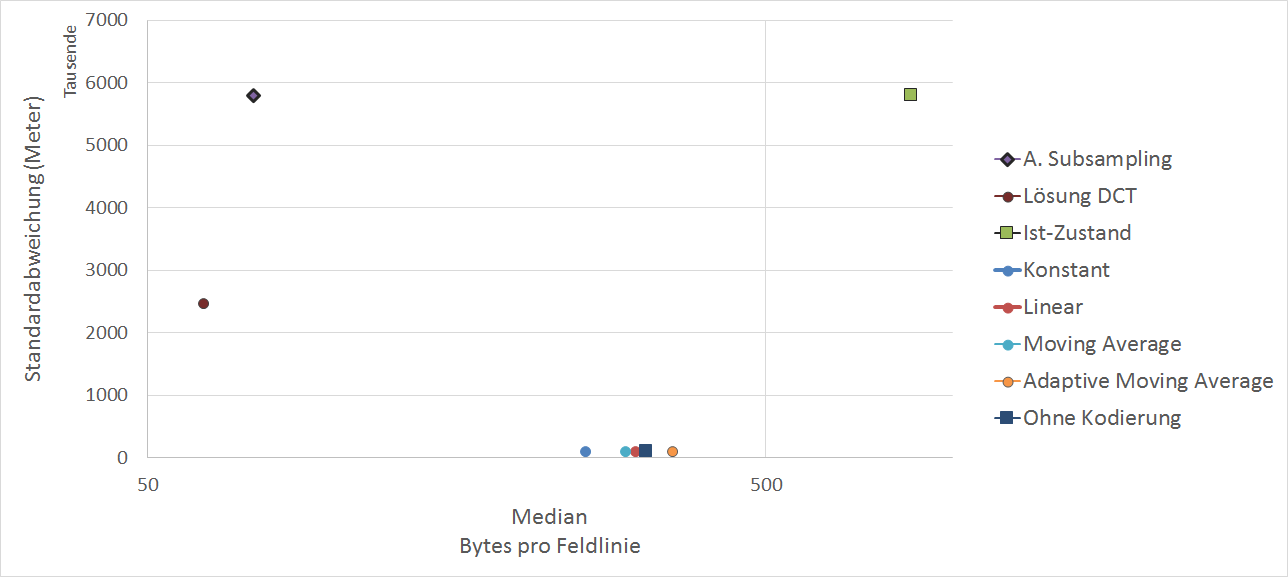 Standardabweichung (Meter)
Tausende
7000
6000
5000
4000
3000
2000
1000
0
50
500
Median
Bytes pro Feldlinie
A. Subsampling
Lösung DCT
Ist-Zustand
Konstant
Linear
Moving Average
Adaptive Moving Average
Ohne Kodierung